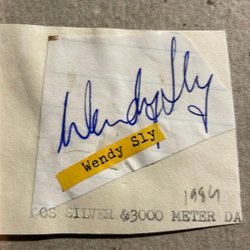 Wendy Sly
Wendy Sly
1984
OS SILVER &3000 METER DA